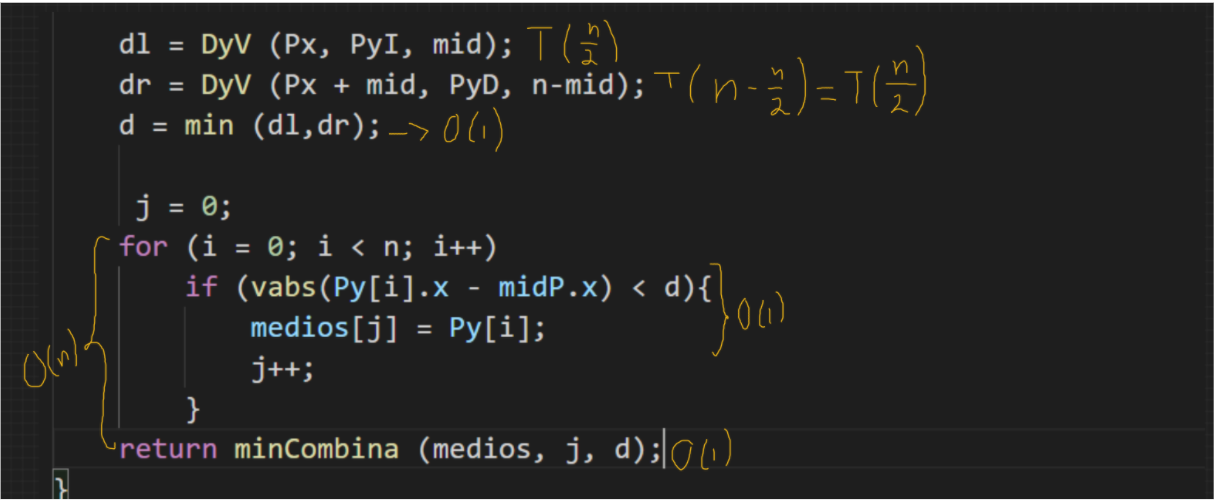 dl = DyV (Px, PyI, mid); T(n/2)
dr = DyV (Px + mid, PyD, n-mid); T(n-n/2)=T(n/2)
d = min (dl,dr); -> O(1)
j = 0;
for (i = 0; i < n; i++)
if (vabs(Py[i].x - midP.x) < d){
medios[j] = Py[i]; O(1)
O(n) j++;
}
return minCombina (medios, j, d); O(1)
}